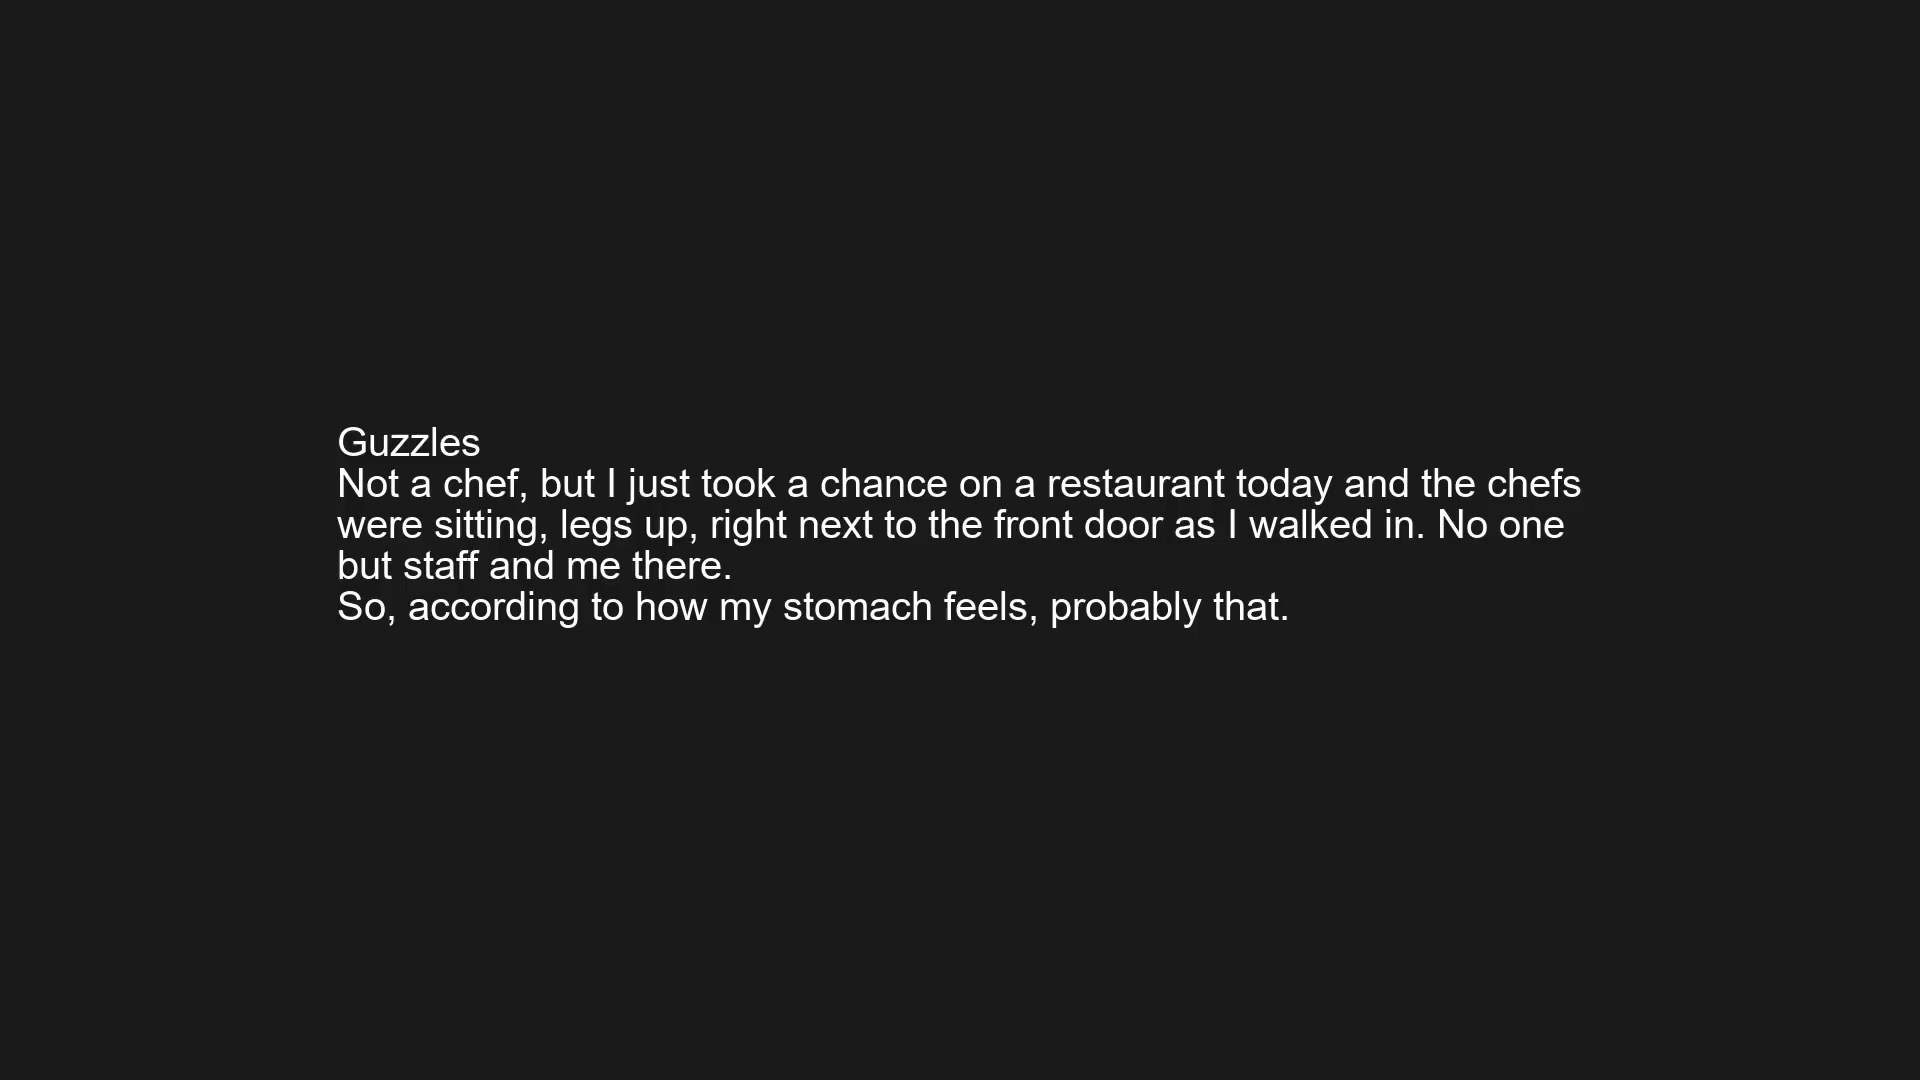 Guzzles
Not a chef, but I just took a chance on a restaurant today and the chefs
were sitting, legs up, right next to the front door as I walked in. No one
but staff and me there.
So, according to how my stomach feels, probably that.